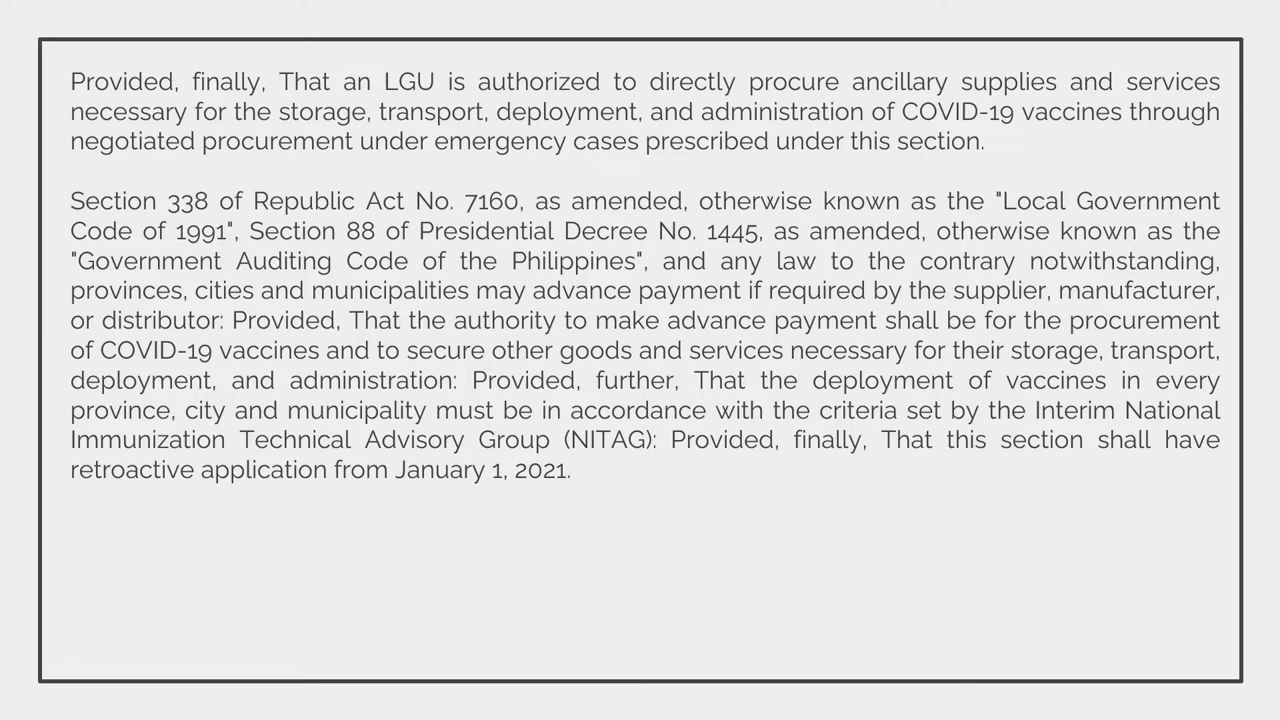 Provided, finally, That an LGU is authorized to directly procure ancillary supplies and services
necessary for the storage, transport, deployment, and administration of COVID-19 vaccines through
negotiated procurement under emergency cases prescribed under this section.
Section 338 of Republic Act No. 7160, as amended, otherwise known as the "Local Government
Code of 1991", Section 88 of Presidential Decree No. 1445, as amended, otherwise known as the
"Government Auditing Code of the Philippines", and any law to the contrary notwithstanding,
provinces, cities and municipalities may advance payment if required by the supplier, manufacturer,
or distributor: Provided, That the authority to make advance payment shall be for the procurement
of COVID-19 vaccines and to secure other goods and services necessary for their storage, transport,
deployment, and administration: Provided, further, That the deployment of vaccines in every
province, city and municipality must be in accordance with the criteria set by the Interim National
Immunization Technical Advisory Group (NITAG): Provided, finally, That this section shall have
retroactive application from January 1, 2021.